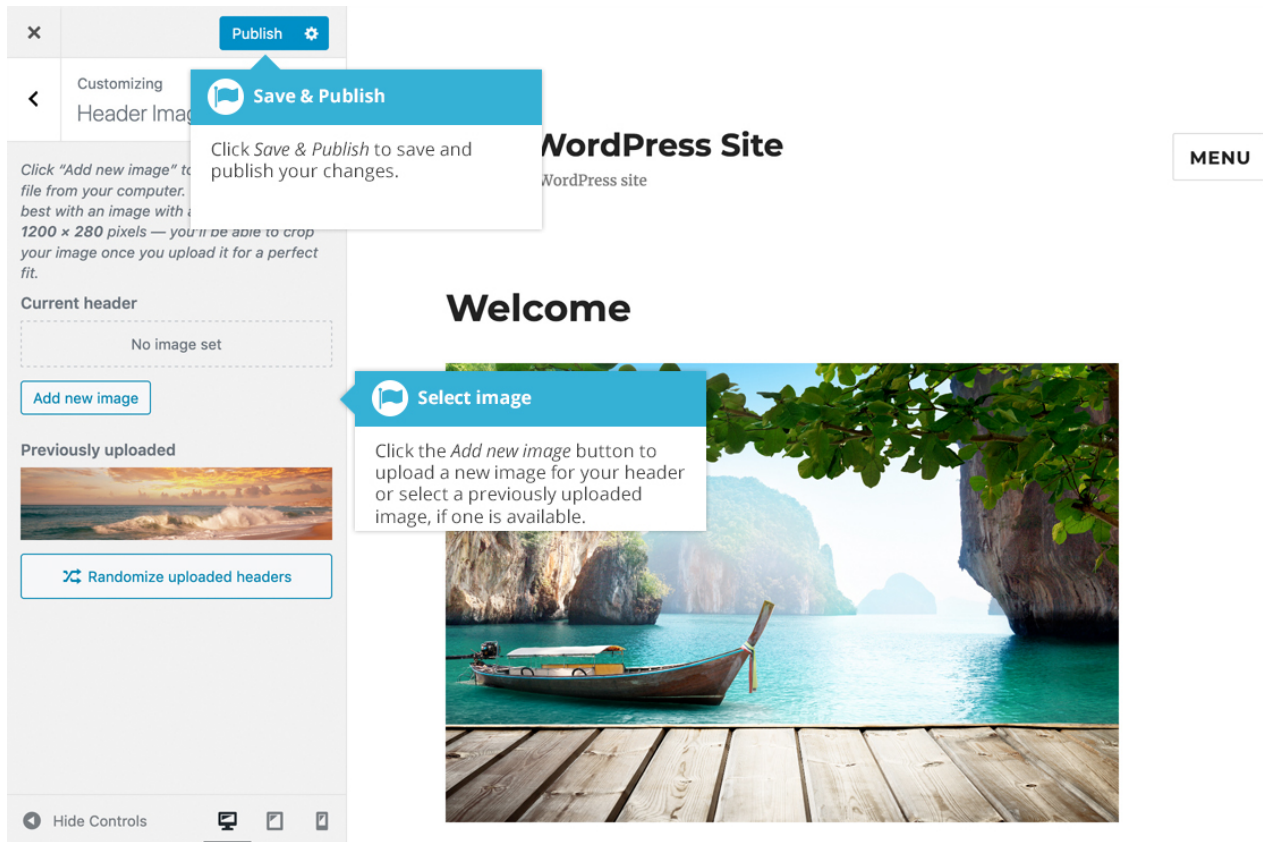 Publish
Customizing
Header Imag
Save & Publish
Click Save & Publish to save and
publish your changes.
Click “Add new image” to
file from your computer.
best with an image with a
1200 × 280 pixels — you'll be able to crop
your image once you upload it for a perfect
fit.
Current header
No image set
Add new image
Previously uploaded
Randomize uploaded headers
Hide Controls
WordPress Site
WordPress site
MENU
Welcome
Select image
Click the Add new image button to
upload a new image for your header
or select a previously uploaded
image, if one is available.